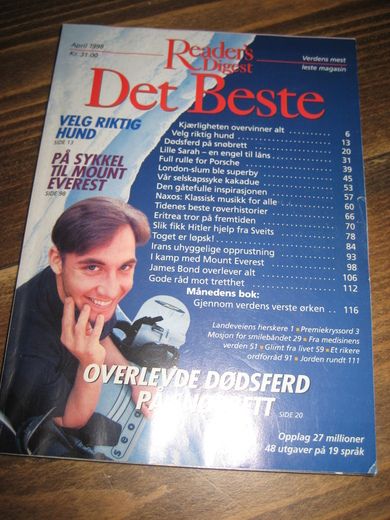 April 1998
Kr. 31.00
Reader's
Digest
Verdens mest
leste magasin
Det Beste
VELG RIKTIG
HUND
SIDE 13
PÅ SYKKEL
TIL MOUNT
EVEREST
SIDE 98
Kjærligheten overvinner alt 6
Velg riktig hund 13
Dødsferd på snøbrett 20
Lille Sarah – en engel til låns 31
Full rulle for Porsche 39
London-slum ble superby 45
Vår selskapssyke kakadue 53
Den gåtefulle inspirasjonen 57
Naxos: Klassisk musikk for alle 60
Tidenes beste røverhistorier 66
Eritrea tror på fremtiden 70
Slik fikk Hitler hjelp fra Sveits 78
Toget er løpsk! 84
Trans uhyggelige opprustning 93
I kamp med Mount Everest 98
James Bond overlever alt 106
Gode råd mot tretthet 112
Månedens bok:
Gjennom verdens verste ørken 116
Landeveiens herskere 1 ■ Premiekryssord 3
Mosjon for smilebåndet 29 ■ Fra medisinens
verden 51 ■ Glimt fra livet 59 ■ Et rikere
ordforråd 91 ■ Jorden rundt 111
OVERLEVDE DØDSFERD
PÅ SNØBRETT
SIDE 20
Opplag 27 millioner
48 utgaver på 19 språk